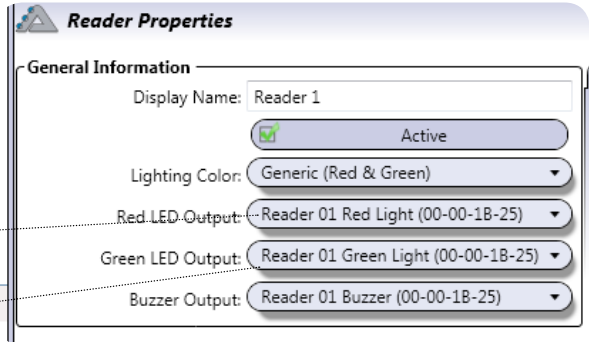 Reader Properties
General Information
Display Name: Reader 1
Active
Lighting Color: Generic (Red & Green)
Red LED Output: Reader 01 Red Light (00-00-1B-25)
Green LED Output: Reader 01 Green Light (00-00-1B-25)
Buzzer Output: Reader 01 Buzzer (00-00-1B-25)